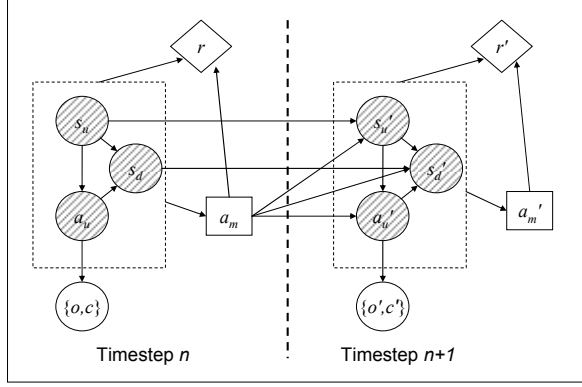 r r'
s_u s_u'
s_d s_d'
a_u a_m a_u' a_m'
{o,c} {o',c'}
Timestep n Timestep n+1